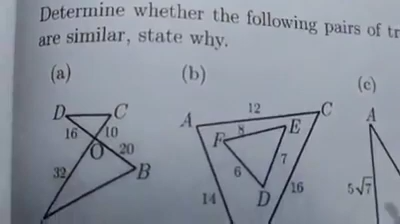 Determine whether the following pairs of tr
are similar, state why.
(a)
(b)
(c)
D
C
16
10
O
20
32
B
A
12
C
F
8
E
6
7
D
14
16
A
5√7